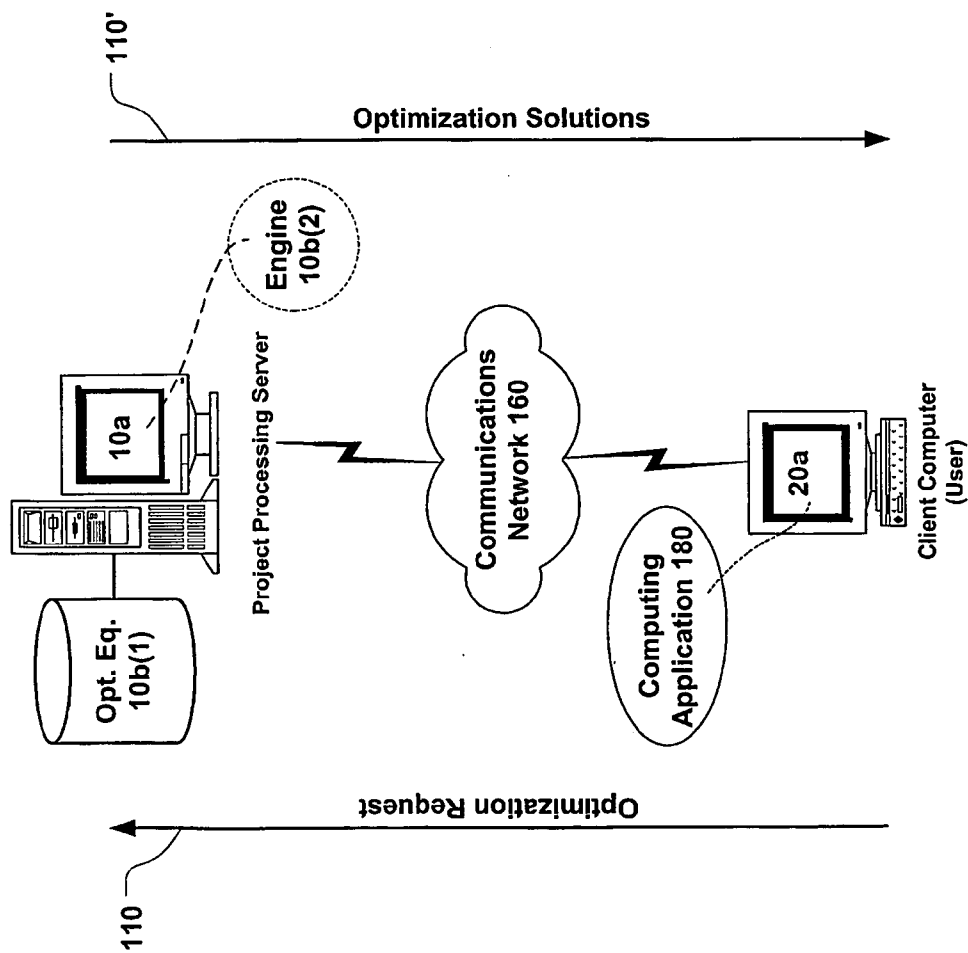 110'
Optimization Solutions
Engine
10b(2)
10a
Project Processing Server
Opt. Eq.
10b(1)
Communications
Network 160
20a
Computing
Application 180
Client Computer
(User)
Optimization Request
110